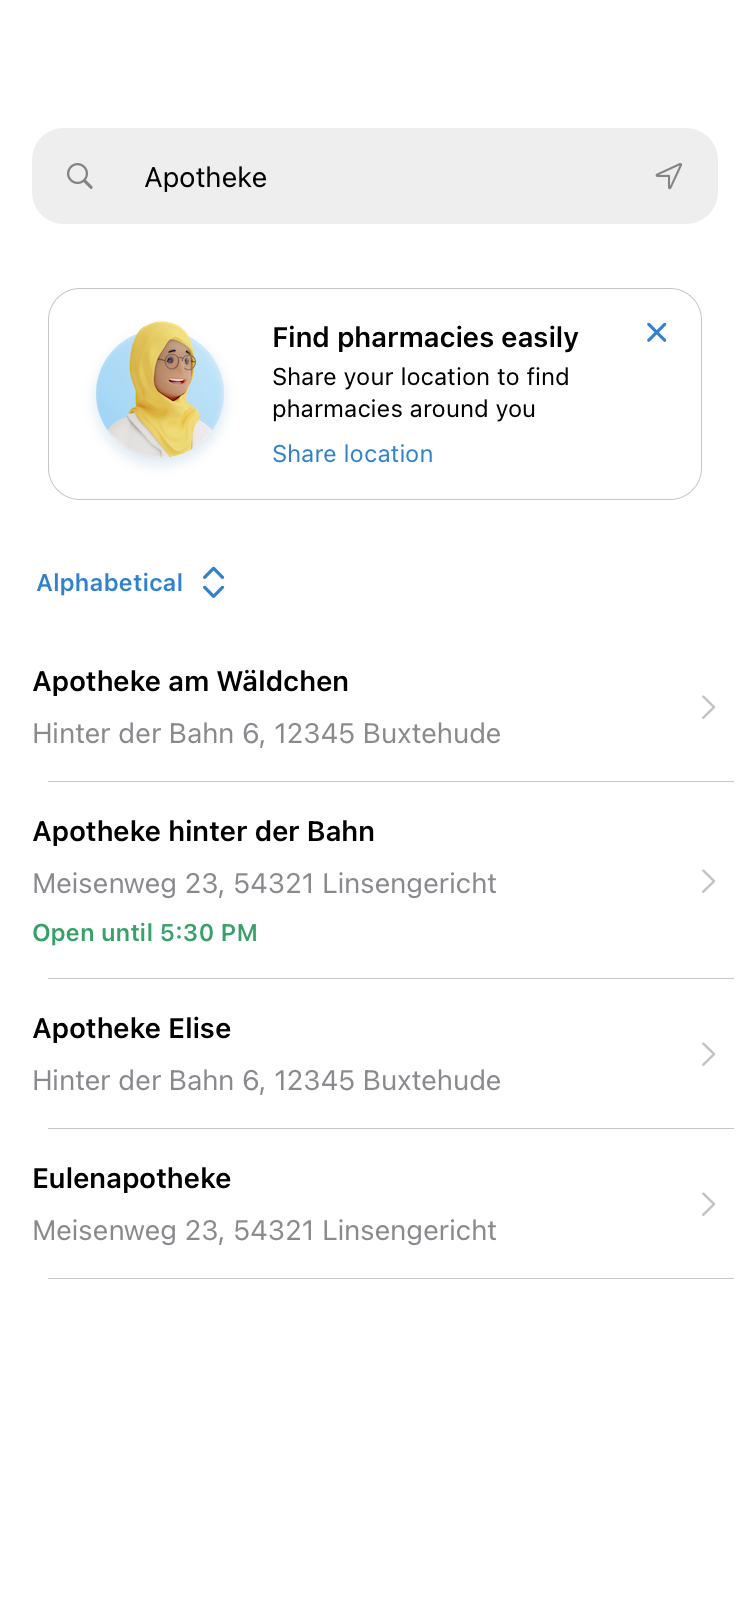 Apotheke
Find pharmacies easily
Share your location to find
pharmacies around you
Share location
Alphabetical
Apotheke am Wäldchen
Hinter der Bahn 6, 12345 Buxtehude
Apotheke hinter der Bahn
Meisenweg 23, 54321 Linsengericht
Open until 5:30 PM
Apotheke Elise
Hinter der Bahn 6, 12345 Buxtehude
Eulenapotheke
Meisenweg 23, 54321 Linsengericht